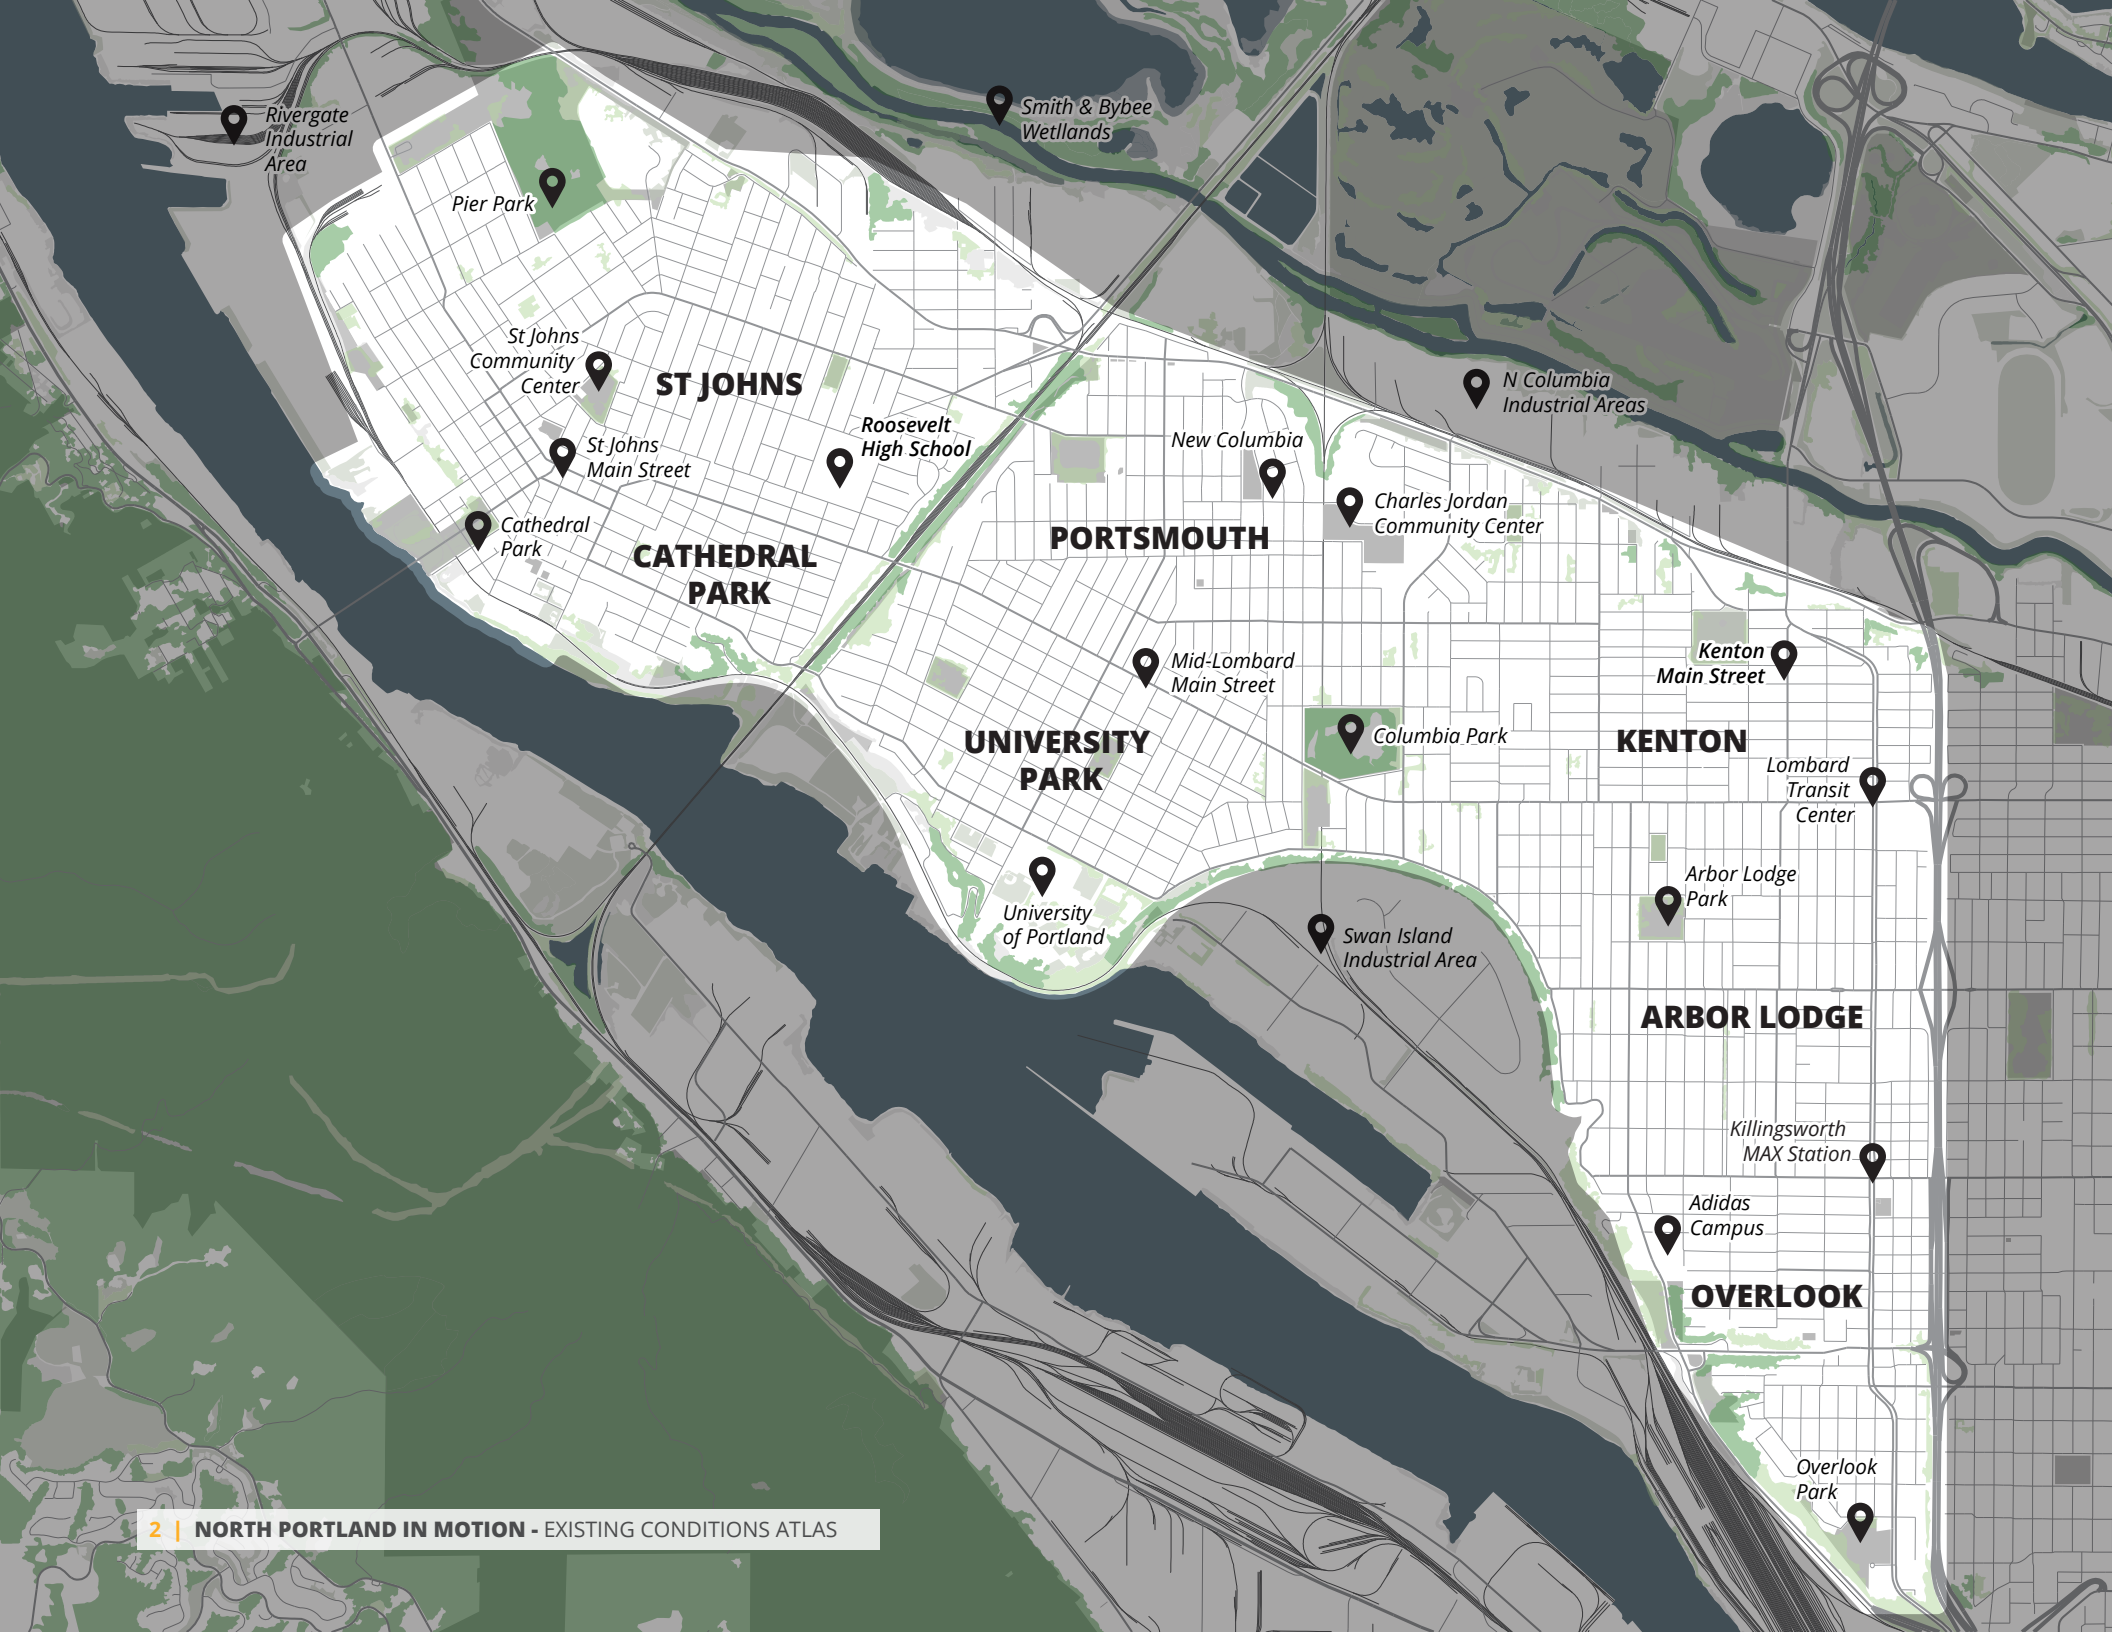 Rivergate
Industrial
Area
Smith & Bybee
Wetllands
Pier Park
St Johns
Community
Center
ST JOHNS
N Columbia
Industrial Areas
Roosevelt
High School
St Johns
Main Street
New Columbia
Charles Jordan
Community Center
Cathedral
Park
PORTSMOUTH
CATHEDRAL
PARK
Mid-Lombard
Main Street
Kenton
Main Street
UNIVERSITY
PARK
Columbia Park
KENTON
Lombard
Transit
Center
University
of Portland
Arbor Lodge
Park
Swan Island
Industrial Area
ARBOR LODGE
Killingsworth
MAX Station
Adidas
Campus
OVERLOOK
Overlook
Park
2 | NORTH PORTLAND IN MOTION - EXISTING CONDITIONS ATLAS